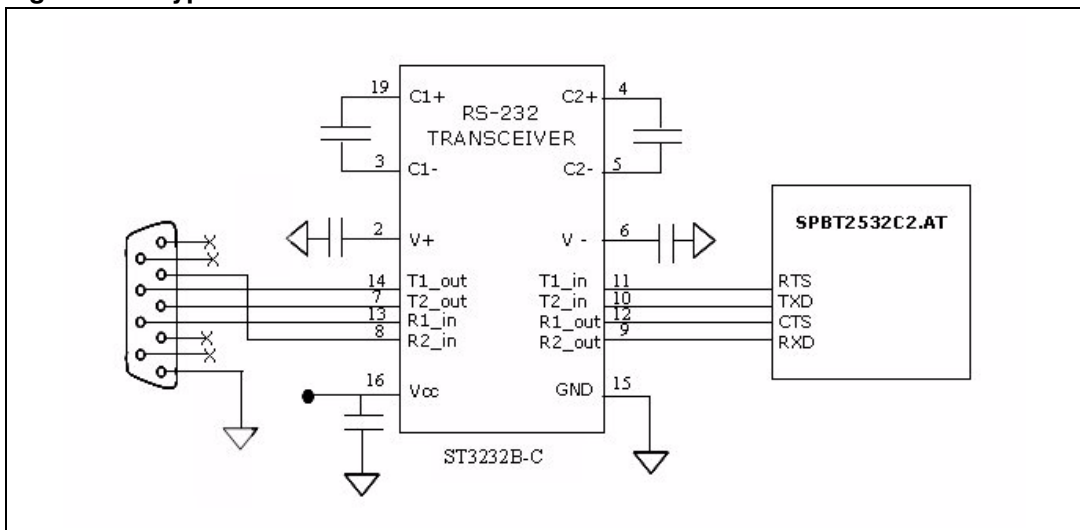 19 C1+ C2+ 4
RS-232
TRANSCEIVER
3 C1- C2- 5
SPBT2532C2.AT
2 V+ V - 6
14 T1_out T1_in 11 RTS
7 T2_out T2_in 10 TXD
13 R1_in R1_out 12 CTS
8 R2_in R2_out 9 RXD
16 Vcc GND 15
ST3232B-C